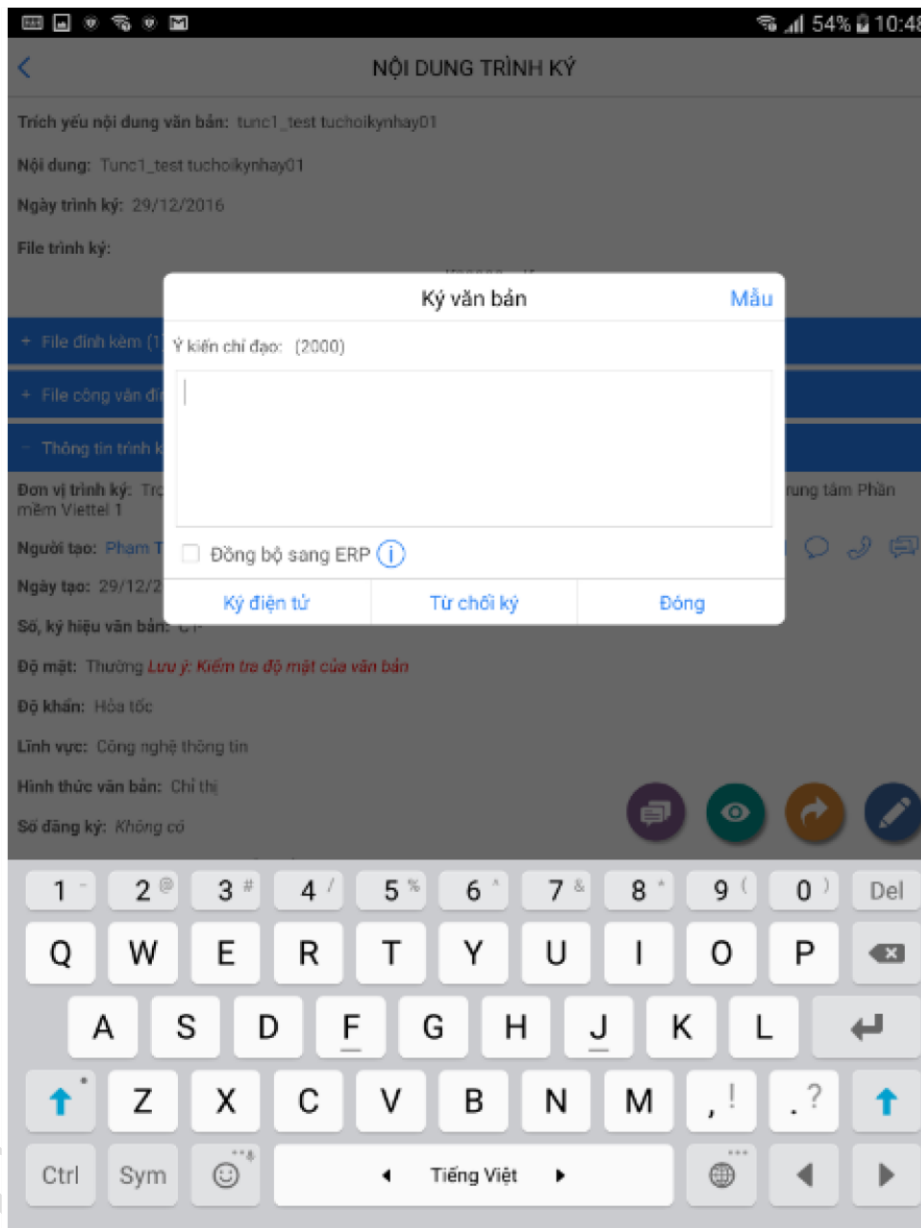 54% 10:48
NỘI DUNG TRÌNH KÝ
Trích yếu nội dung văn bản: tunc1_test tuchoikynhay01
Nội dung: Tunc1_test tuchoikynhay01
Ngày trình ký: 29/12/2016
File trình ký:
Ký văn bản Mẫu
+ File đính kèm (1
Ý kiến chỉ đạo: (2000)
+ File công văn đí
- Thông tin trình k
Đơn vị trình ký: Trc rung tâm Phần
mềm Viettel 1
Người tạo: Pham T
Đồng bộ sang ERP i
Ngày tạo: 29/12/2
Ký điện tử Từ chối ký Đóng
Số, ký hiệu văn bản:
Độ mật: Thường Lưu ý: Kiểm tra độ mật của văn bản
Độ khẩn: Hỏa tốc
Lĩnh vực: Công nghệ thông tin
Hình thức văn bản: Chỉ thị
Số đăng ký: Không có
1 - 2 @ 3 # 4 / 5 % 6 ^ 7 & 8 * 9 ( 0 ) Del
Q W E R T Y U I O P
A S D F G H J K L
Z X C V B N M , ! . ?
Ctrl Sym Tiếng Việt